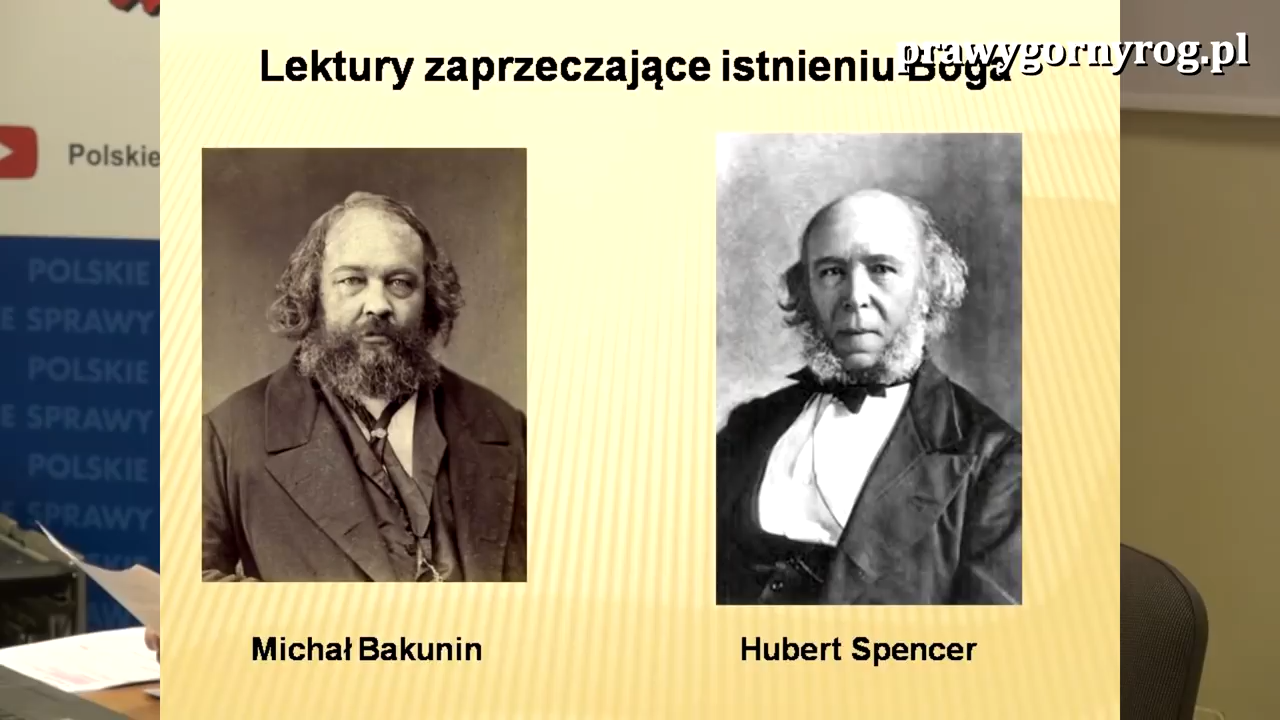 prawygornyrog.pl
Lektury zaprzeczające istnieniu Boga
Polskie
POLSKIE
E SPRAWY
POLSKIE
E SPRAWY
POLSKIE
E SPRAWY
Michał Bakunin
Hubert Spencer